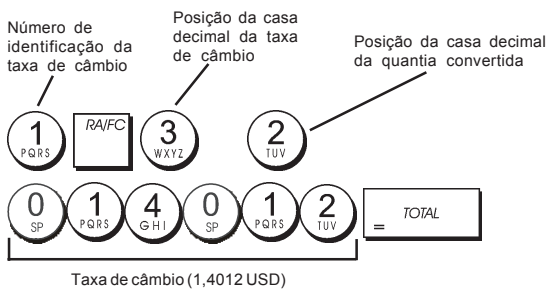 Número de
identificação da
taxa de câmbio
Posição da casa
decimal da taxa
de câmbio
Posição da casa decimal
da quantia convertida
1 RA/FC 3 2
PQRS WXYZ TUV
0 1 4 0 1 2 TOTAL
SP PQRS GHI SP PQRS TUV =
Taxa de câmbio (1,4012 USD)